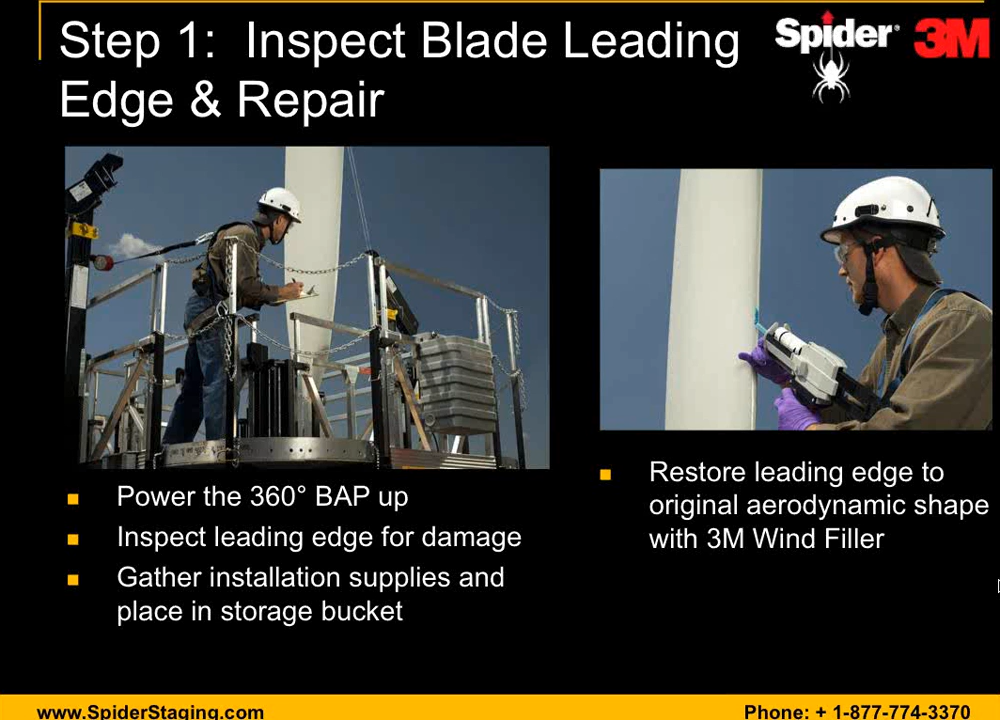 Step 1: Inspect Blade Leading
Edge & Repair
Spider®
3M
Power the 360° BAP up
Inspect leading edge for damage
Gather installation supplies and
place in storage bucket
Restore leading edge to
original aerodynamic shape
with 3M Wind Filler
www.SpiderStaging.com
Phone: + 1-877-774-3370